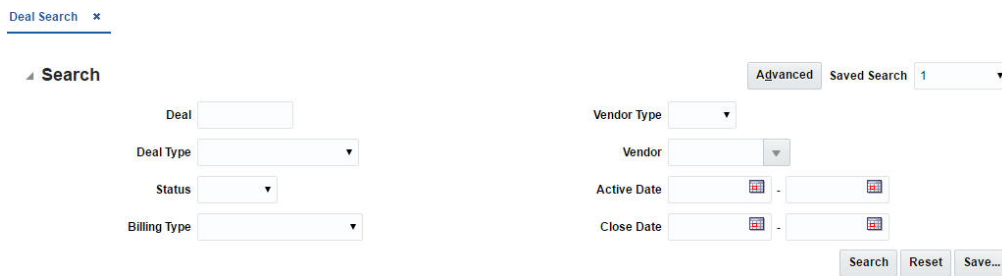 Deal Search ×
Search
Advanced Saved Search 1
Deal Vendor Type
Deal Type Vendor
Status Active Date -
Billing Type Close Date -
Search Reset Save...